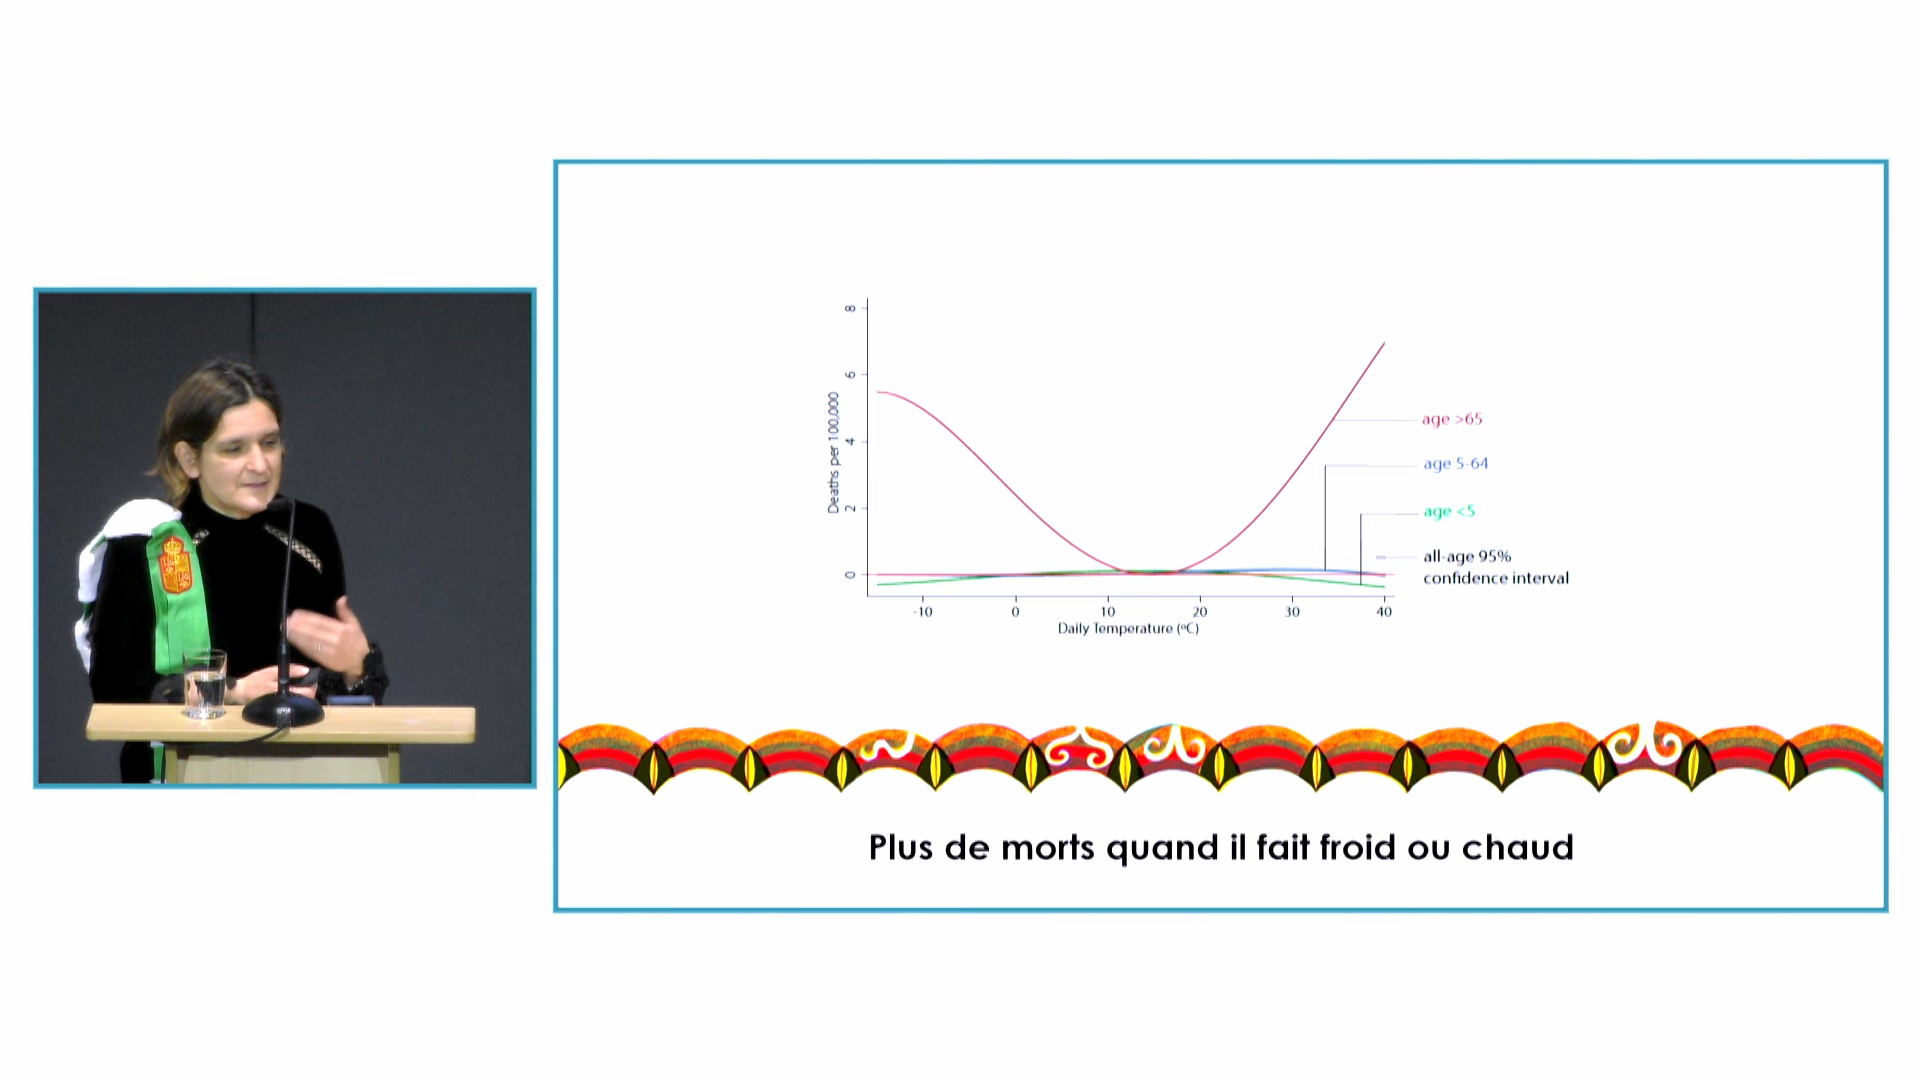 8
6
4
2
0
Deaths per 100,000
-10 0 10 20 30 40
Daily Temperature (ºC)
age >65
age 5-64
age <5
all-age 95%
confidence interval
Plus de morts quand il fait froid ou chaud